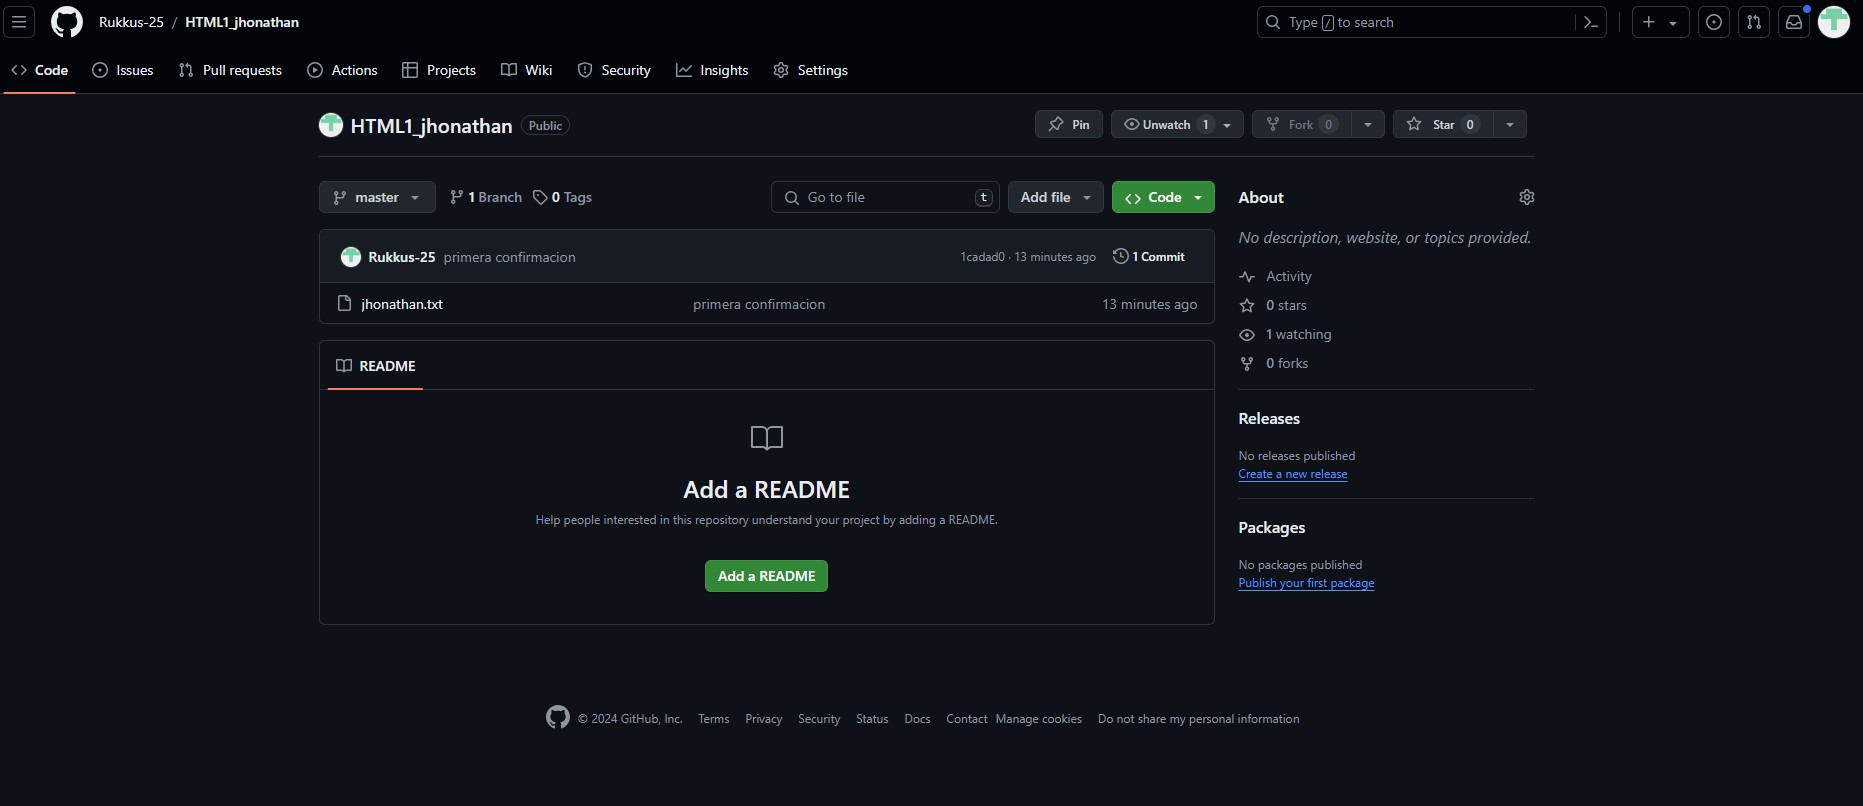 Rukkus-25 / HTML1_jhonathan
Type / to search
Code Issues Pull requests Actions Projects Wiki Security Insights Settings
HTML1_jhonathan Public
Pin Unwatch 1 Fork 0 Star 0
master 1 Branch 0 Tags Go to file t Add file Code
Rukkus-25 primera confirmacion 1cadad0 · 13 minutes ago 1 Commit
jhonathan.txt primera confirmacion 13 minutes ago
README
Add a README
Help people interested in this repository understand your project by adding a README.
Add a README
About
No description, website, or topics provided.
Activity
0 stars
1 watching
0 forks
Releases
No releases published
Create a new release
Packages
No packages published
Publish your first package
© 2024 GitHub, Inc. Terms Privacy Security Status Docs Contact Manage cookies Do not share my personal information